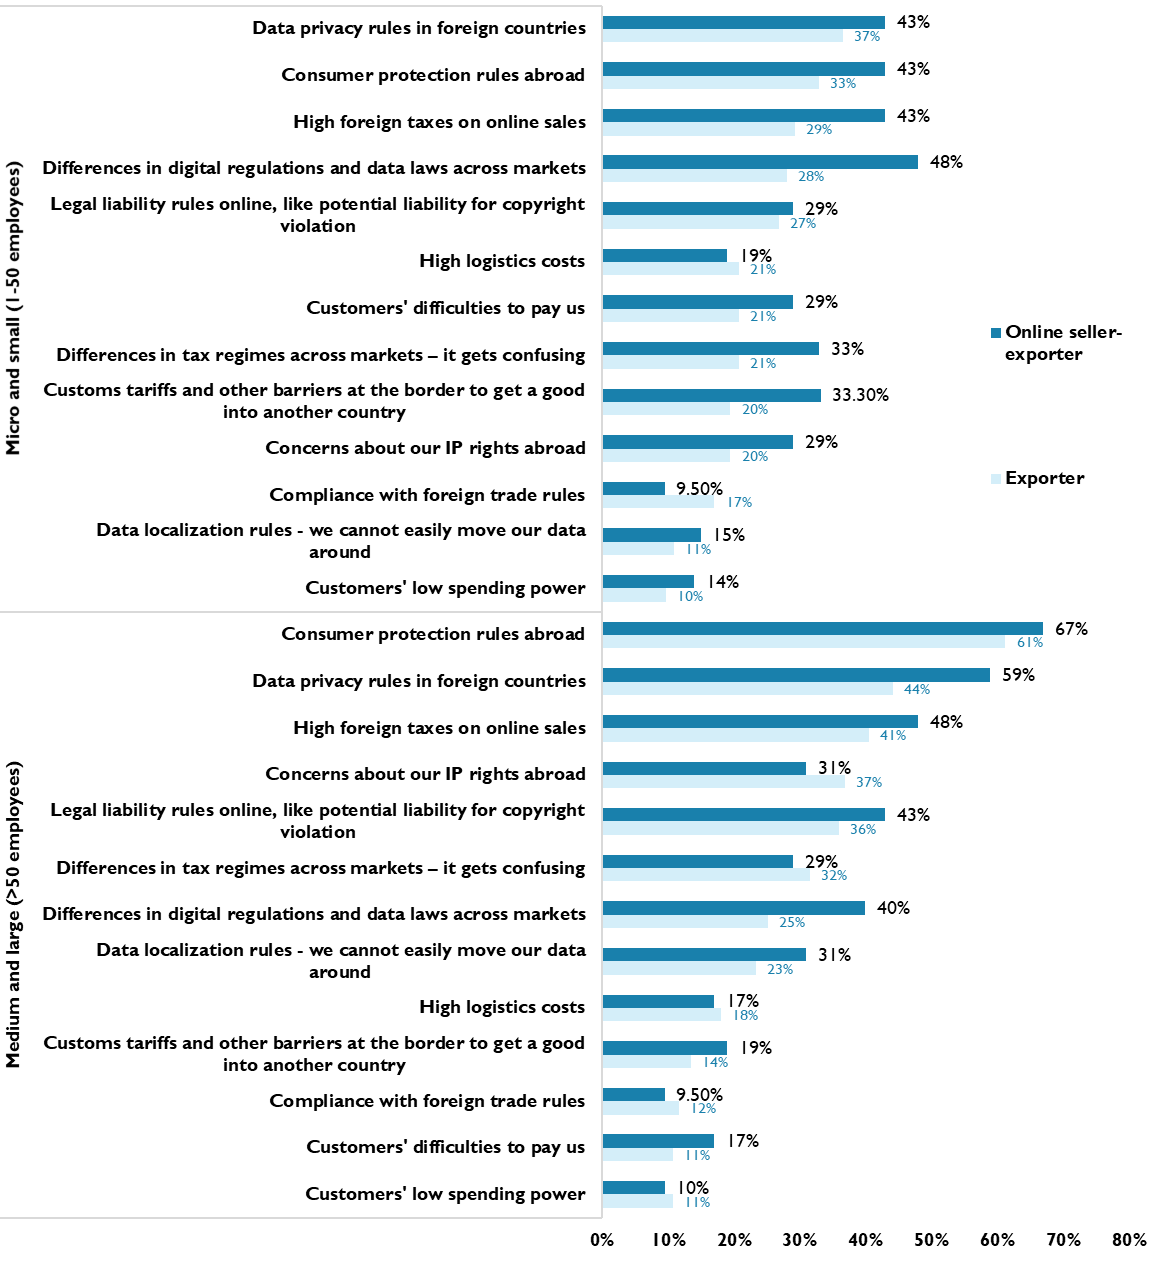 Micro and small (1-50 employees)
Data privacy rules in foreign countries
43%
37%
Consumer protection rules abroad
43%
33%
High foreign taxes on online sales
43%
29%
Differences in digital regulations and data laws across markets
48%
28%
Legal liability rules online, like potential liability for copyright
violation
29%
27%
High logistics costs
19%
21%
Customers' difficulties to pay us
29%
21%
Differences in tax regimes across markets – it gets confusing
33%
21%
Customs tariffs and other barriers at the border to get a good
into another country
33.30%
20%
Concerns about our IP rights abroad
29%
20%
Compliance with foreign trade rules
9.50%
17%
Data localization rules - we cannot easily move our data
around
15%
11%
Customers' low spending power
14%
10%
Medium and large (>50 employees)
Consumer protection rules abroad
67%
61%
Data privacy rules in foreign countries
59%
44%
High foreign taxes on online sales
48%
41%
Concerns about our IP rights abroad
31%
37%
Legal liability rules online, like potential liability for copyright
violation
43%
36%
Differences in tax regimes across markets – it gets confusing
29%
32%
Differences in digital regulations and data laws across markets
40%
25%
Data localization rules - we cannot easily move our data
around
31%
23%
High logistics costs
17%
18%
Customs tariffs and other barriers at the border to get a good
into another country
19%
14%
Compliance with foreign trade rules
9.50%
12%
Customers' difficulties to pay us
17%
11%
Customers' low spending power
10%
11%
0% 10% 20% 30% 40% 50% 60% 70% 80%
Online seller-
exporter
Exporter